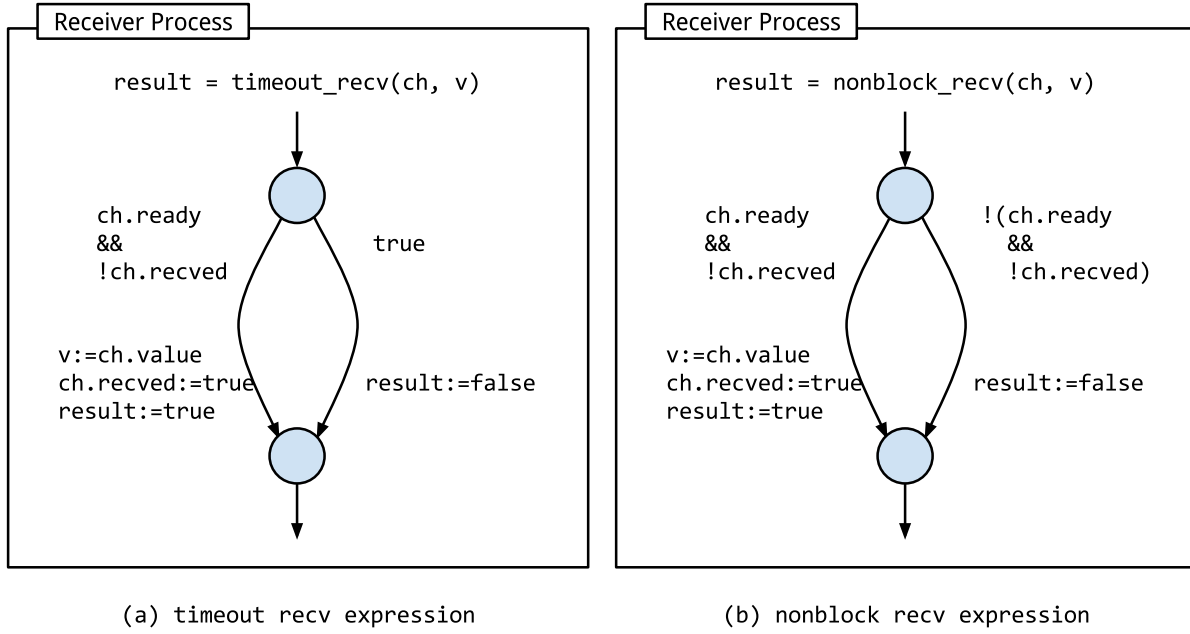 Receiver Process
result = timeout_recv(ch, v)
ch.ready
&&
!ch.recved
true
v:=ch.value
ch.recved:=true
result:=true
result:=false
(a) timeout recv expression
Receiver Process
result = nonblock_recv(ch, v)
ch.ready
&&
!ch.recved
!(ch.ready
&&
!ch.recved)
v:=ch.value
ch.recved:=true
result:=true
result:=false
(b) nonblock recv expression